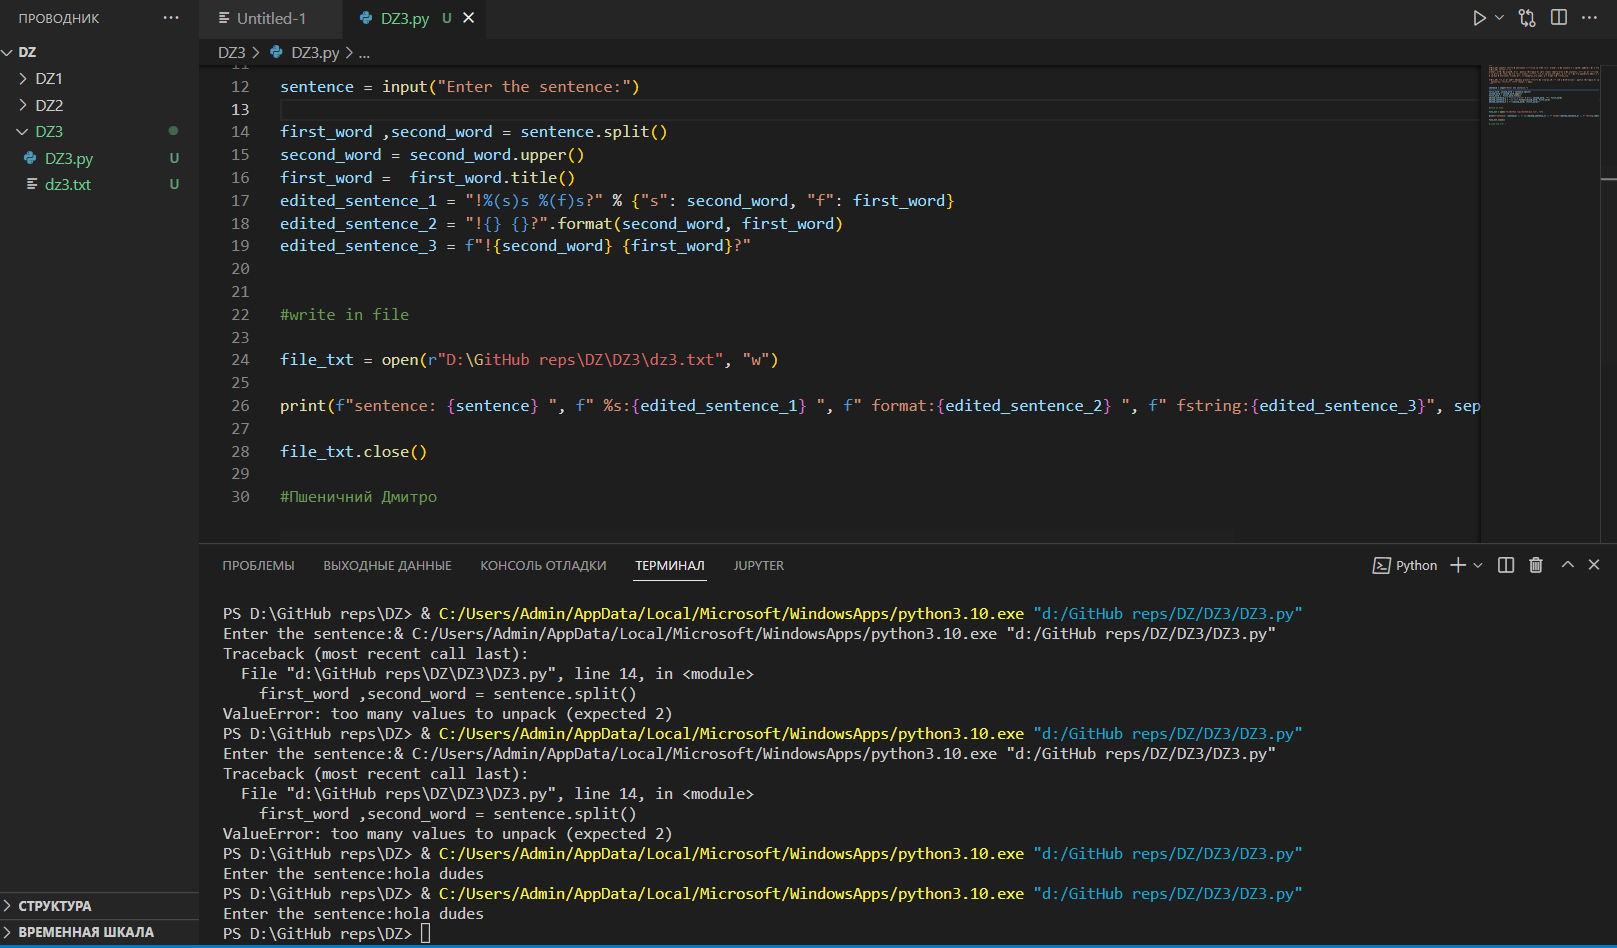 ПРОВОДНИК
DZ
DZ1
DZ2
DZ3
DZ3.py U
dz3.txt U
СТРУКТУРА
ВРЕМЕННАЯ ШКАЛА
Untitled-1
DZ3.py U
DZ3 > DZ3.py > ...
11
12 sentence = input("Enter the sentence:")
13
14 first_word ,second_word = sentence.split()
15 second_word = second_word.upper()
16 first_word =  first_word.title()
17 edited_sentence_1 = "!%(s)s %(f)s?" % {"s": second_word, "f": first_word}
18 edited_sentence_2 = "!{} {}?".format(second_word, first_word)
19 edited_sentence_3 = f"!{second_word} {first_word}?"
20
21
22 #write in file
23
24 file_txt = open(r"D:\GitHub reps\DZ\DZ3\dz3.txt", "w")
25
26 print(f"sentence: {sentence} ", f" %s:{edited_sentence_1} ", f" format:{edited_sentence_2} ", f" fstring:{edited_sentence_3}", sep
27
28 file_txt.close()
29
30 #Пшеничний Дмитро
ПРОБЛЕМЫ ВЫХОДНЫЕ ДАННЫЕ КОНСОЛЬ ОТЛАДКИ ТЕРМИНАЛ JUPYTER Python
PS D:\GitHub reps\DZ> & C:/Users/Admin/AppData/Local/Microsoft/WindowsApps/python3.10.exe "d:/GitHub reps/DZ/DZ3/DZ3.py"
Enter the sentence:& C:/Users/Admin/AppData/Local/Microsoft/WindowsApps/python3.10.exe "d:/GitHub reps/DZ/DZ3/DZ3.py"
Traceback (most recent call last):
  File "d:\GitHub reps\DZ\DZ3\DZ3.py", line 14, in <module>
    first_word ,second_word = sentence.split()
ValueError: too many values to unpack (expected 2)
PS D:\GitHub reps\DZ> & C:/Users/Admin/AppData/Local/Microsoft/WindowsApps/python3.10.exe "d:/GitHub reps/DZ/DZ3/DZ3.py"
Enter the sentence:& C:/Users/Admin/AppData/Local/Microsoft/WindowsApps/python3.10.exe "d:/GitHub reps/DZ/DZ3/DZ3.py"
Traceback (most recent call last):
  File "d:\GitHub reps\DZ\DZ3\DZ3.py", line 14, in <module>
    first_word ,second_word = sentence.split()
ValueError: too many values to unpack (expected 2)
PS D:\GitHub reps\DZ> & C:/Users/Admin/AppData/Local/Microsoft/WindowsApps/python3.10.exe "d:/GitHub reps/DZ/DZ3/DZ3.py"
Enter the sentence:hola dudes
PS D:\GitHub reps\DZ> & C:/Users/Admin/AppData/Local/Microsoft/WindowsApps/python3.10.exe "d:/GitHub reps/DZ/DZ3/DZ3.py"
Enter the sentence:hola dudes
PS D:\GitHub reps\DZ>